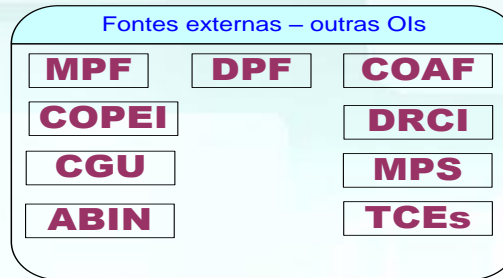 Fontes externas – outras OIs
MPF DPF COAF
COPEI DRCI
CGU MPS
ABIN TCEs